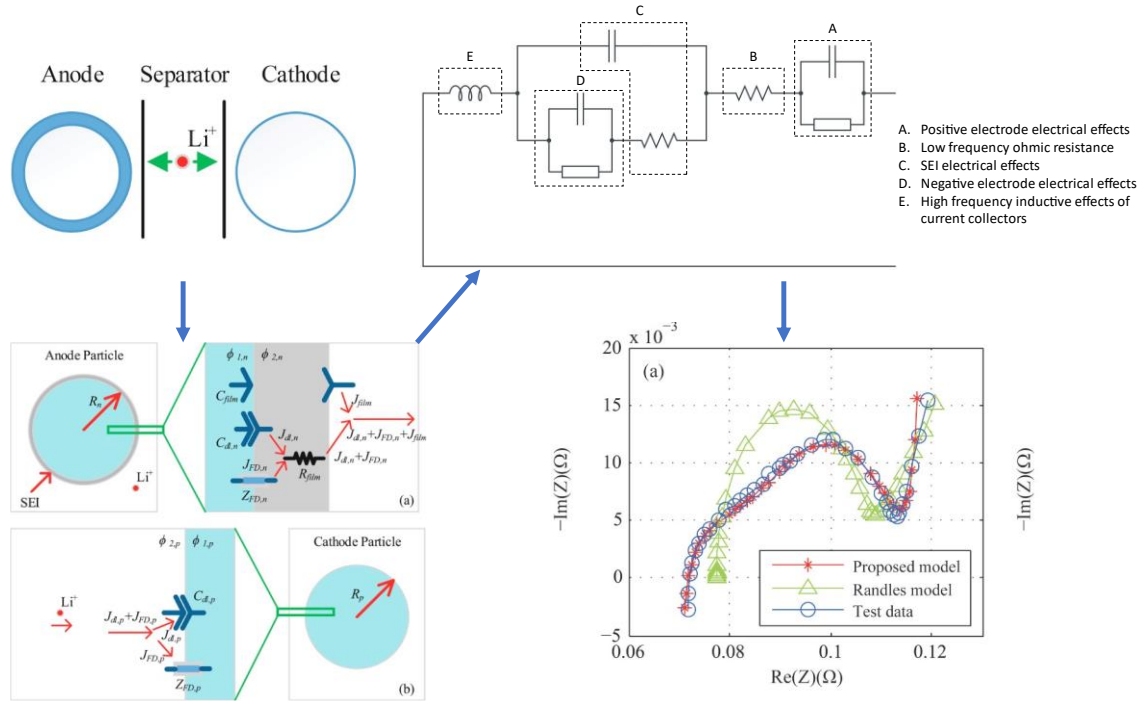 Anode Separator Cathode
Li+
E
C
D
B
A
A. Positive electrode electrical effects
B. Low frequency ohmic resistance
C. SEI electrical effects
D. Negative electrode electrical effects
E. High frequency inductive effects of
current collectors
Anode Particle
Rn
SEI
Li+
ϕ1,n ϕ2,n
Cfilm
Cdl,n
Jdl,n
JFD,n
ZFD,n
Rfilm
Jfilm
Jdl,n+JFD,n+Jfilm
Jdl,n+JFD,n
(a)
ϕ2,p ϕ1,p
Cdl,p
Li+
Jdl,p+JFD,p
Jdl,p
JFD,p
ZFD,p
Cathode Particle
Rp
(b)
x 10−3
20
15
10
5
0
−5
(a)
−Im(Z)(Ω)
−Im(Z)(Ω)
Proposed model
Randles model
Test data
0.06 0.08 0.1 0.12
Re(Z)(Ω)